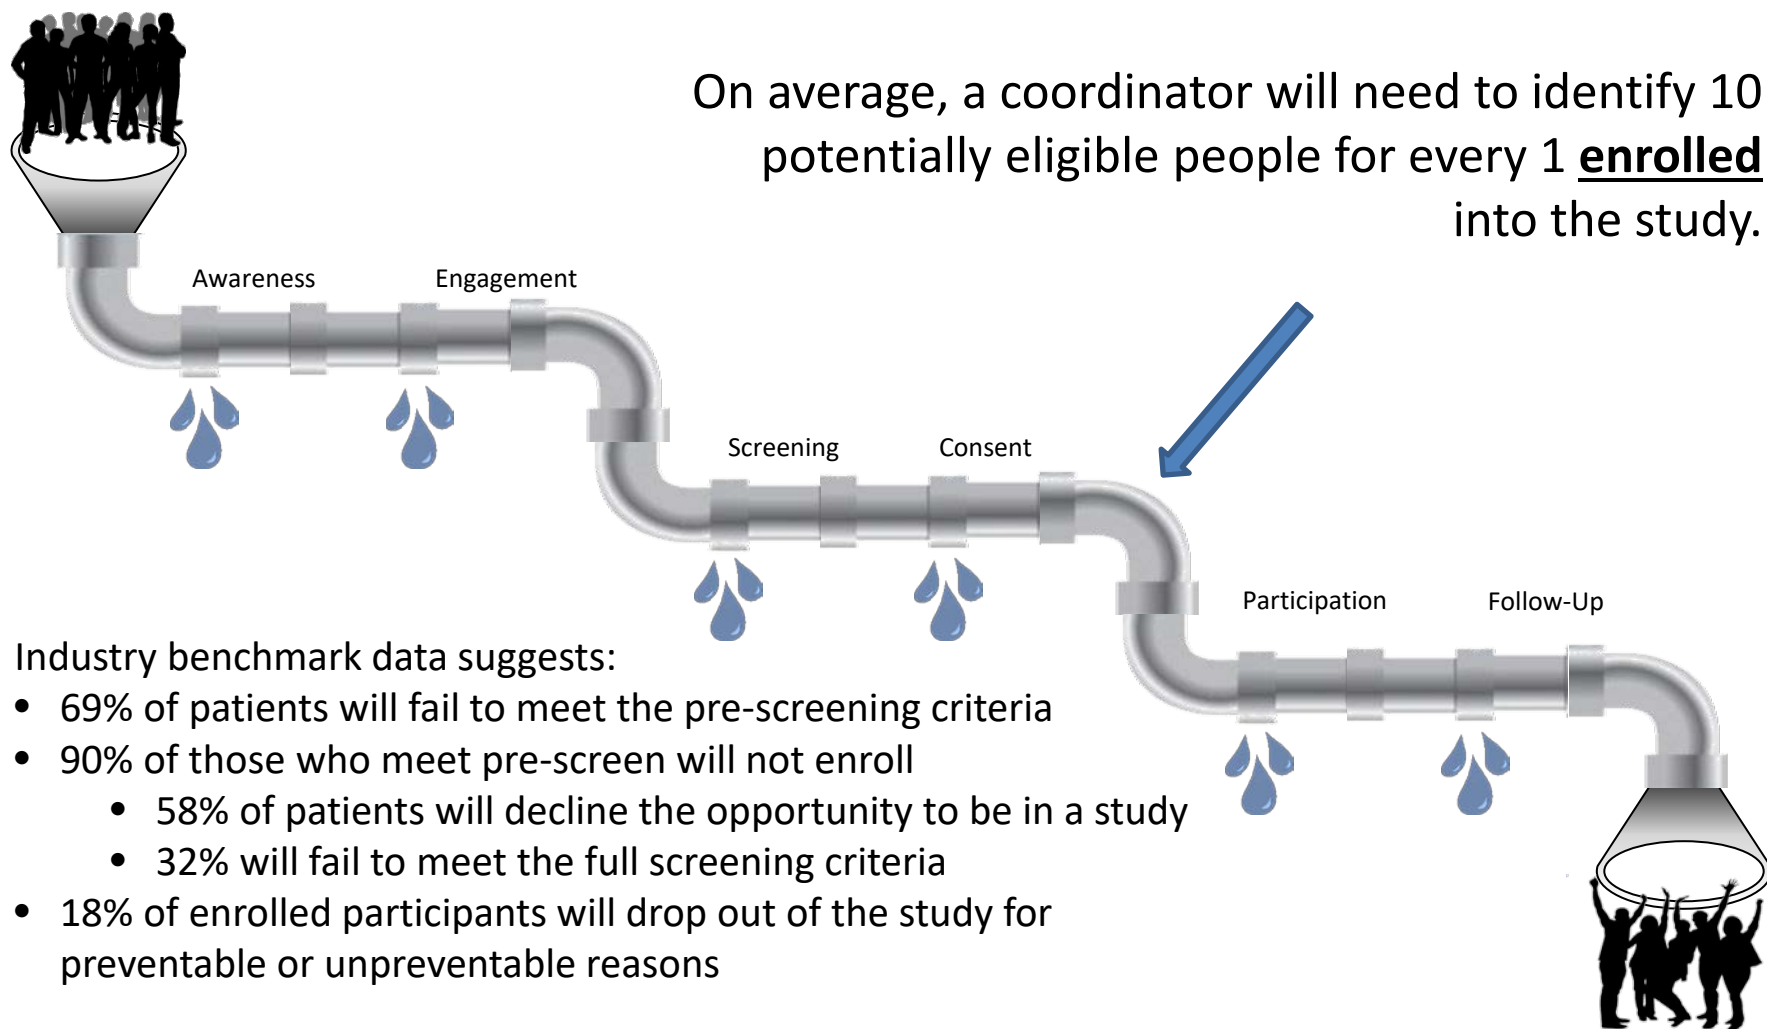 On average, a coordinator will need to identify 10
potentially eligible people for every 1 enrolled
into the study.
Awareness
Engagement
Screening
Consent
Participation
Follow-Up
Industry benchmark data suggests:
• 69% of patients will fail to meet the pre-screening criteria
• 90% of those who meet pre-screen will not enroll
• 58% of patients will decline the opportunity to be in a study
• 32% will fail to meet the full screening criteria
• 18% of enrolled participants will drop out of the study for
preventable or unpreventable reasons